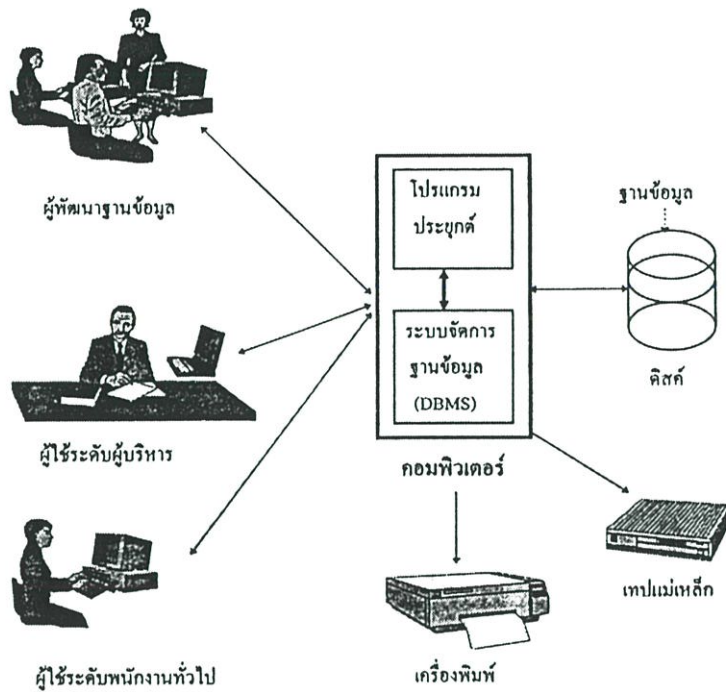 ผู้พัฒนาฐานข้อมูล
โปรแกรม
ประยุกต์
ฐานข้อมูล
ระบบจัดการ
ฐานข้อมูล
(DBMS)
ดิสค์
ผู้ใช้ระดับผู้บริหาร
คอมพิวเตอร์
เทปแม่เหล็ก
ผู้ใช้ระดับพนักงานทั่วไป
เครื่องพิมพ์